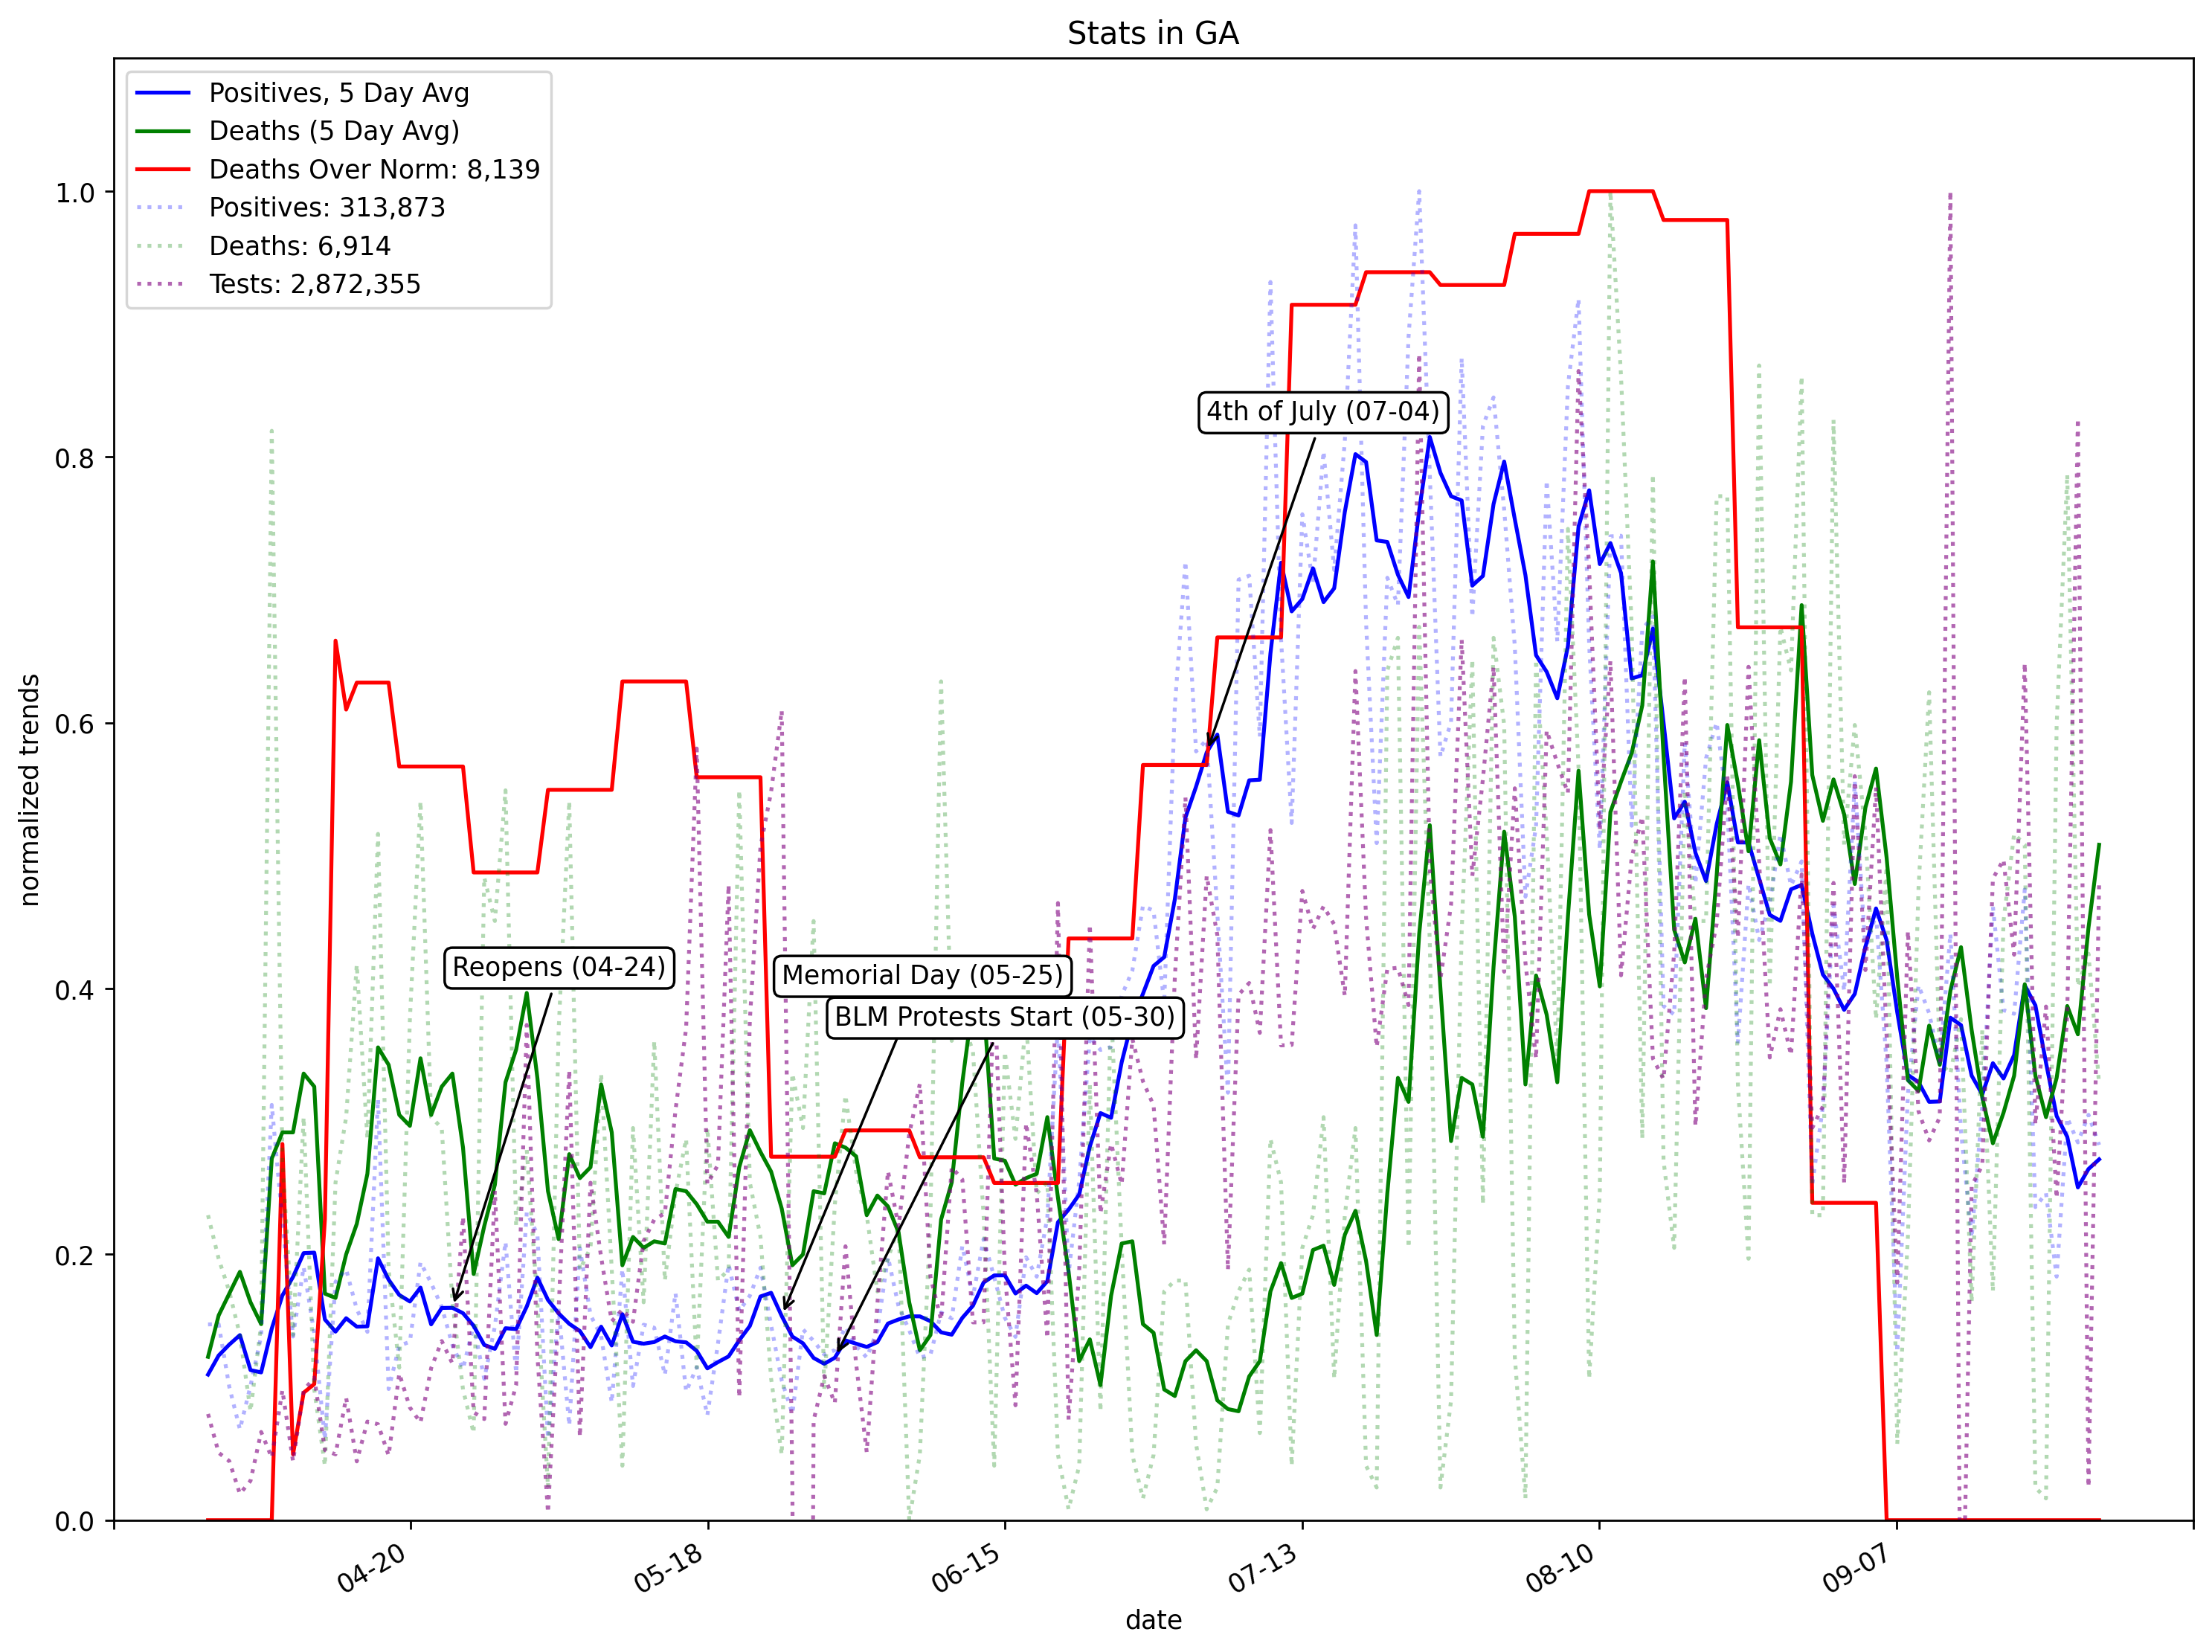 Stats in GA
Positives, 5 Day Avg
Deaths (5 Day Avg)
Deaths Over Norm: 8,139
Positives: 313,873
Deaths: 6,914
Tests: 2,872,355
1.0
0.8
0.6
0.4
0.2
0.0
normalized trends
4th of July (07-04)
Reopens (04-24)
Memorial Day (05-25)
BLM Protests Start (05-30)
04-20
05-18
06-15
07-13
08-10
09-07
date